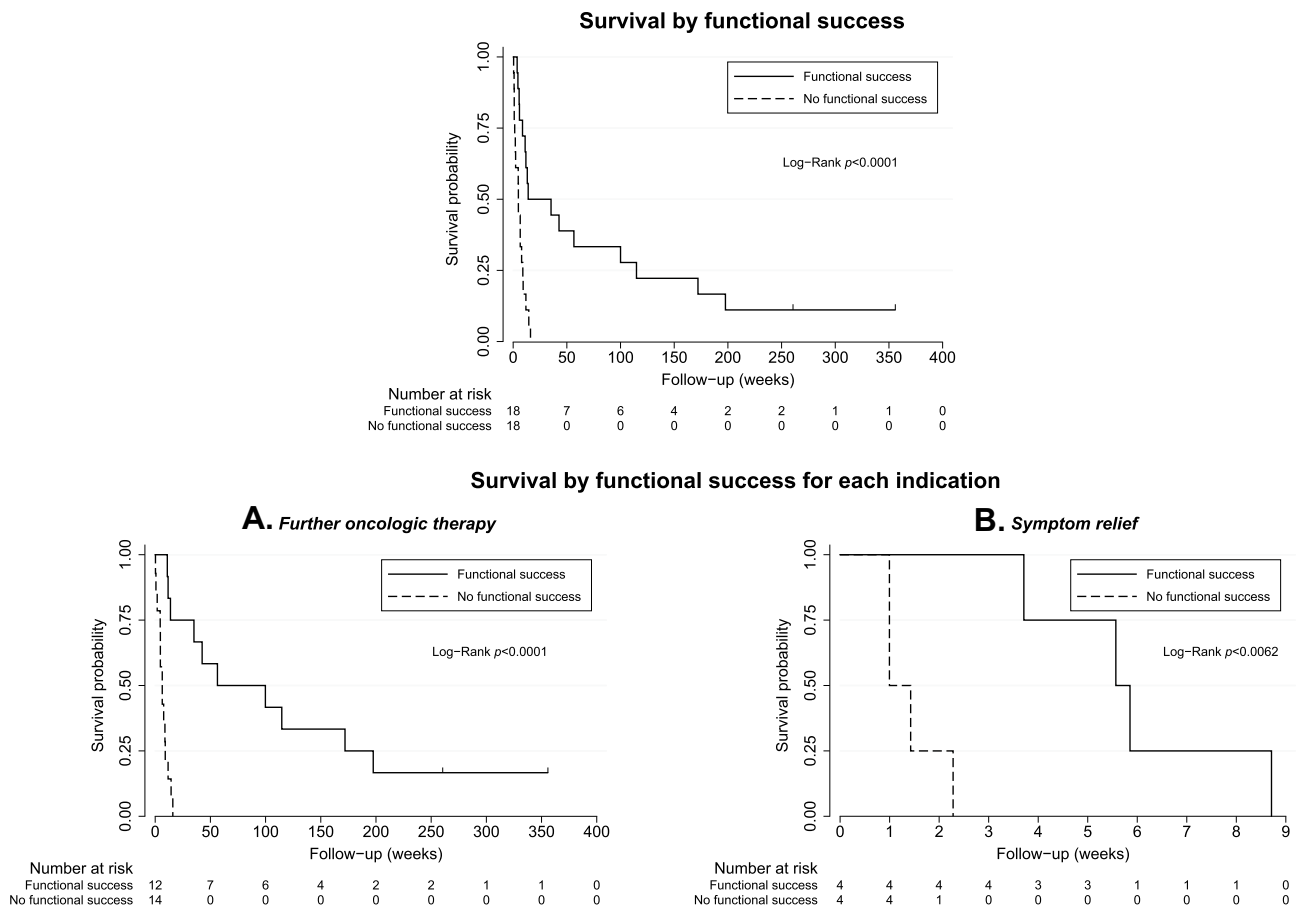 Survival by functional success
Survival probability
1.00
0.75
0.50
0.25
0.00
Functional success
No functional success
Log−Rank p<0.0001
0 50 100 150 200 250 300 350 400
Follow−up (weeks)
Number at risk
Functional success 18 7 6 4 2 2 1 1 0
No functional success 18 0 0 0 0 0 0 0 0
Survival by functional success for each indication
A. Further oncologic therapy
Survival probability
1.00
0.75
0.50
0.25
0.00
Functional success
No functional success
Log−Rank p<0.0001
0 50 100 150 200 250 300 350 400
Follow−up (weeks)
Number at risk
Functional success 12 7 6 4 2 2 1 1 0
No functional success 14 0 0 0 0 0 0 0 0
B. Symptom relief
Survival probability
1.00
0.75
0.50
0.25
0.00
Functional success
No functional success
Log−Rank p<0.0062
0 1 2 3 4 5 6 7 8 9
Follow−up (weeks)
Number at risk
Functional success 4 4 4 4 3 3 1 1 1 0
No functional success 4 4 1 0 0 0 0 0 0 0